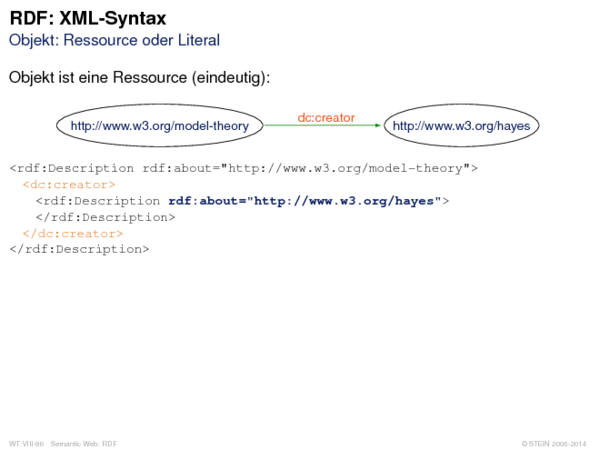 RDF: XML-Syntax
Objekt: Ressource oder Literal
Objekt ist eine Ressource (eindeutig):
http://www.w3.org/model-theory dc:creator http://www.w3.org/hayes
<rdf:Description rdf:about="http://www.w3.org/model-theory">
<dc:creator>
<rdf:Description rdf:about="http://www.w3.org/hayes">
</rdf:Description>
</dc:creator>
</rdf:Description>
WT:VIII-86 Semantic Web: RDF © STEIN 2005-2014